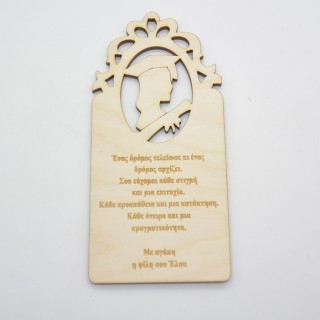 Ένας δρόμος τελείωσε κι ένας
δρόμος αρχίζει.
Σου εύχομαι κάθε στιγμή
και μια επιτυχία.
Κάθε προσπάθεια και μια κατάκτηση.
Κάθε όνειρο και μια
πραγματικότητα.
Με αγάπη
η φίλη σου Έλσα